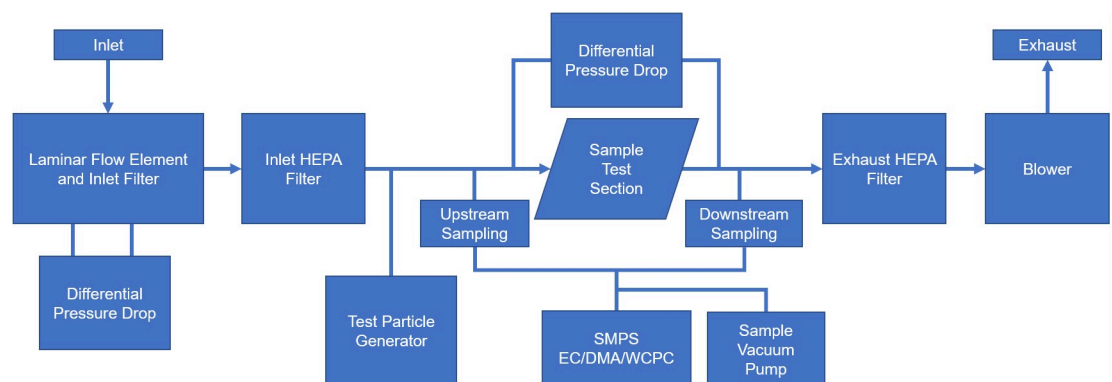 Inlet
Laminar Flow Element
and Inlet Filter
Differential
Pressure Drop
Inlet HEPA
Filter
Test Particle
Generator
Upstream
Sampling
Differential
Pressure Drop
Sample
Test
Section
Downstream
Sampling
SMPS
EC/DMA/WCPC
Sample
Vacuum
Pump
Exhaust HEPA
Filter
Blower
Exhaust